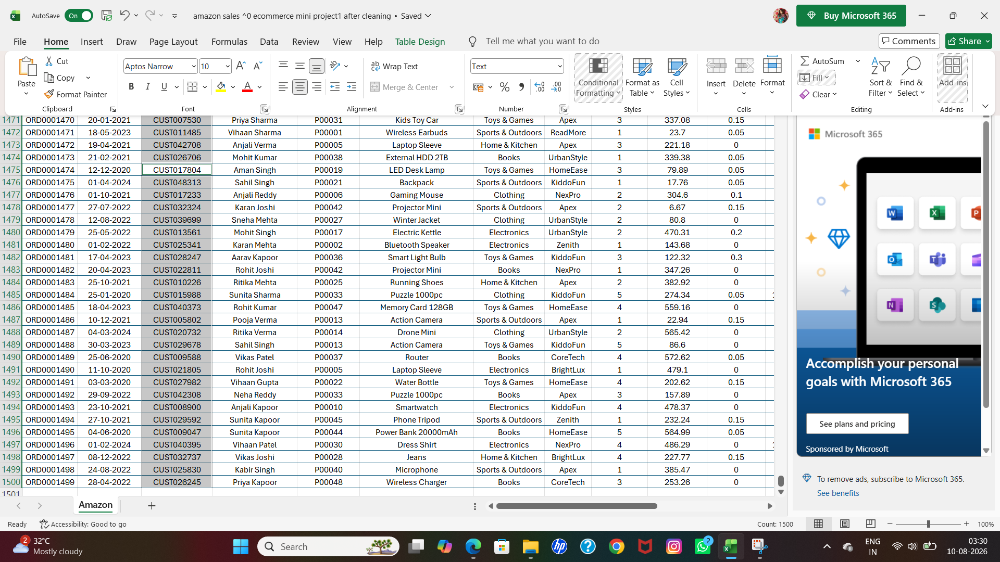 AutoSave On amazon sales ^0 ecommerce mini project1 after cleaning • Saved Buy Microsoft 365
File Home Insert Draw Page Layout Formulas Data Review View Help Table Design Tell me what you want to do Comments Share
Paste Cut Copy Format Painter Clipboard
Aptos Narrow 10 B I U A Font
Wrap Text Merge & Center Alignment
Text % Number
Conditional Formatting Format as Table Cell Styles Styles
Insert Delete Format Cells
AutoSum Fill Clear Sort & Filter Find & Select Editing
Add-ins Add-ins
1471 ORD0001470 20-01-2021 CUST007530 Priya Sharma P00031 Kids Toy Car Toys & Games Apex 3 337.08 0.15
1472 ORD0001471 18-05-2023 CUST011485 Vihaan Sharma P00001 Wireless Earbuds Sports & Outdoors ReadMore 1 23.7 0.05
1473 ORD0001472 19-04-2021 CUST042708 Anjali Verma P00005 Laptop Sleeve Home & Kitchen Apex 3 221.18 0
1474 ORD0001473 21-02-2021 CUST026706 Mohit Kumar P00038 External HDD 2TB Books UrbanStyle 1 339.38 0.05
1475 ORD0001474 12-12-2020 CUST017804 Aman Singh P00019 LED Desk Lamp Toys & Games HomeEase 3 79.89 0.05
1476 ORD0001475 01-04-2024 CUST048313 Sahil Singh P00021 Backpack Sports & Outdoors KiddoFun 1 17.76 0.05
1477 ORD0001476 01-10-2021 CUST017233 Anjali Reddy P00006 Gaming Mouse Clothing NexPro 2 304.6 0.1
1478 ORD0001477 27-07-2022 CUST032324 Karan Joshi P00042 Projector Mini Sports & Outdoors Apex 2 6.67 0.15
1479 ORD0001478 12-08-2022 CUST039699 Sneha Mehta P00027 Winter Jacket Clothing UrbanStyle 2 80.8 0
1480 ORD0001479 25-05-2022 CUST013561 Mohit Singh P00017 Electric Kettle Electronics UrbanStyle 2 470.31 0.2
1481 ORD0001480 01-02-2022 CUST025341 Karan Mehta P00002 Bluetooth Speaker Electronics Zenith 1 143.68 0
1482 ORD0001481 17-04-2023 CUST028247 Aarav Kapoor P00036 Smart Light Bulb Toys & Games KiddoFun 3 122.32 0.3
1483 ORD0001482 20-04-2023 CUST022811 Rohit Joshi P00042 Projector Mini Books NexPro 1 347.26 0
1484 ORD0001483 25-10-2021 CUST010226 Ritika Mehta P00025 Running Shoes Home & Kitchen Apex 2 382.92 0
1485 ORD0001484 25-01-2020 CUST015988 Sunita Sharma P00033 Puzzle 1000pc Clothing KiddoFun 5 274.34 0.05
1486 ORD0001485 18-04-2023 CUST040373 Rohit Kumar P00047 Memory Card 128GB Toys & Games HomeEase 4 559.16 0
1487 ORD0001486 10-12-2021 CUST005802 Pooja Verma P00013 Action Camera Sports & Outdoors Apex 1 22.94 0.15
1488 ORD0001487 04-03-2024 CUST020732 Ritika Verma P00014 Drone Mini Clothing UrbanStyle 2 565.42 0
1489 ORD0001488 30-03-2023 CUST029678 Sahil Singh P00013 Action Camera Toys & Games KiddoFun 5 86.6 0
1490 ORD0001489 25-06-2020 CUST009588 Vikas Patel P00037 Router Books CoreTech 4 572.62 0.05
1491 ORD0001490 11-10-2020 CUST021805 Rohit Joshi P00005 Laptop Sleeve Electronics BrightLux 1 479.1 0
1492 ORD0001491 03-03-2020 CUST027982 Vihaan Gupta P00022 Water Bottle Toys & Games HomeEase 4 202.62 0.15
1493 ORD0001492 29-09-2022 CUST042308 Neha Reddy P00033 Puzzle 1000pc Books Apex 3 157.89 0
1494 ORD0001493 23-10-2021 CUST008900 Anjali Kapoor P00010 Smartwatch Electronics KiddoFun 4 478.37 0
1495 ORD0001494 27-10-2021 CUST029592 Sunita Kapoor P00045 Phone Tripod Sports & Outdoors Zenith 1 232.24 0.15
1496 ORD0001495 04-06-2020 CUST009047 Sunita Kapoor P00044 Power Bank 20000mAh Books HomeEase 5 564.99 0.05
1497 ORD0001496 01-02-2024 CUST040395 Vihaan Patel P00030 Dress Shirt Electronics NexPro 4 486.29 0
1498 ORD0001497 08-12-2022 CUST032737 Vikas Joshi P00028 Jeans Home & Kitchen BrightLux 4 227.77 0.15
1499 ORD0001498 24-08-2022 CUST025830 Kabir Singh P00040 Microphone Sports & Outdoors Apex 1 385.47 0
1500 ORD0001499 28-04-2022 CUST026245 Priya Kapoor P00048 Wireless Charger Books CoreTech 3 253.26 0
1501
Microsoft 365
Accomplish your personal
goals with Microsoft 365
See plans and pricing
Sponsored by Microsoft
To remove ads, subscribe to Microsoft 365.
See benefits
Amazon
Ready Accessibility: Good to go Count: 1500 100%
2 32°C
Mostly cloudy
Search
2
ENG
IN
03:30
10-08-2026